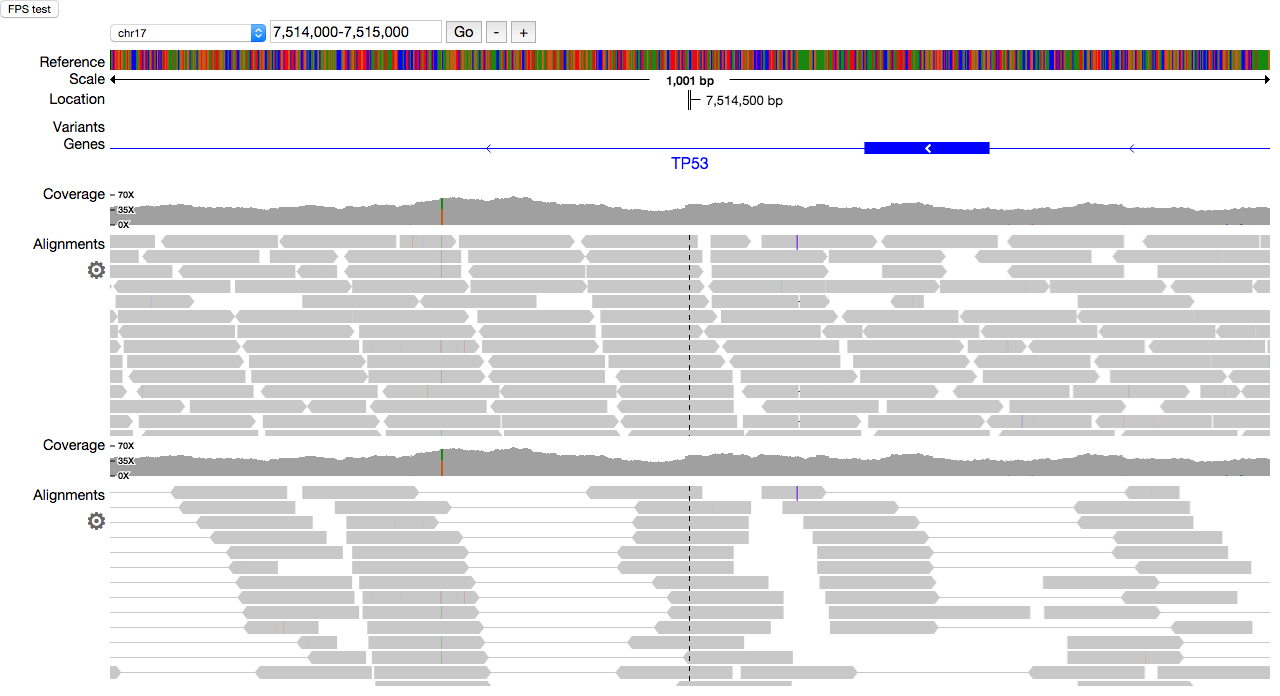 FPS test
chr17 7,514,000-7,515,000 Go - +
Reference
Scale 1,001 bp
Location 7,514,500 bp
Variants
Genes
TP53
Coverage 70X
35X
0X
Alignments
Coverage 70X
35X
0X
Alignments